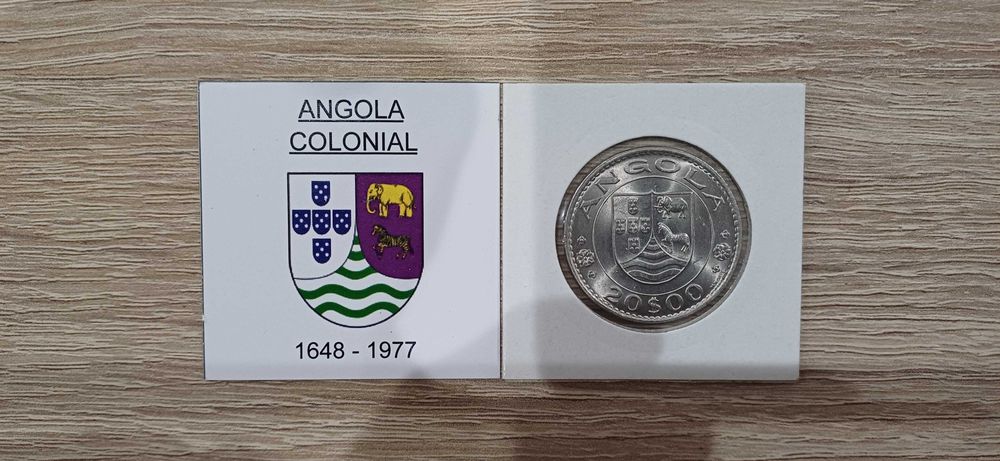 ANGOLA
COLONIAL
1648 - 1977
ANGOLA
20$00